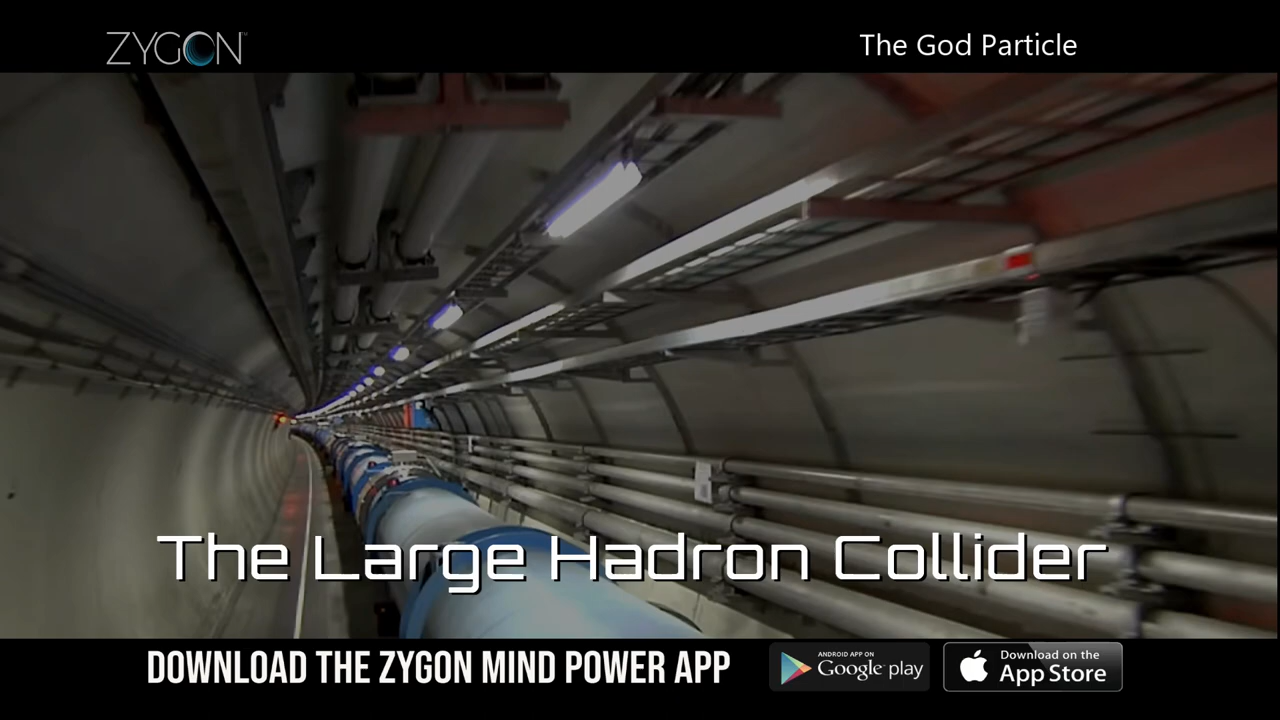 ZYGON™
The God Particle
The Large Hadron Collider
DOWNLOAD THE ZYGON MIND POWER APP
ANDROID APP ON
Google play
Download on the
App Store